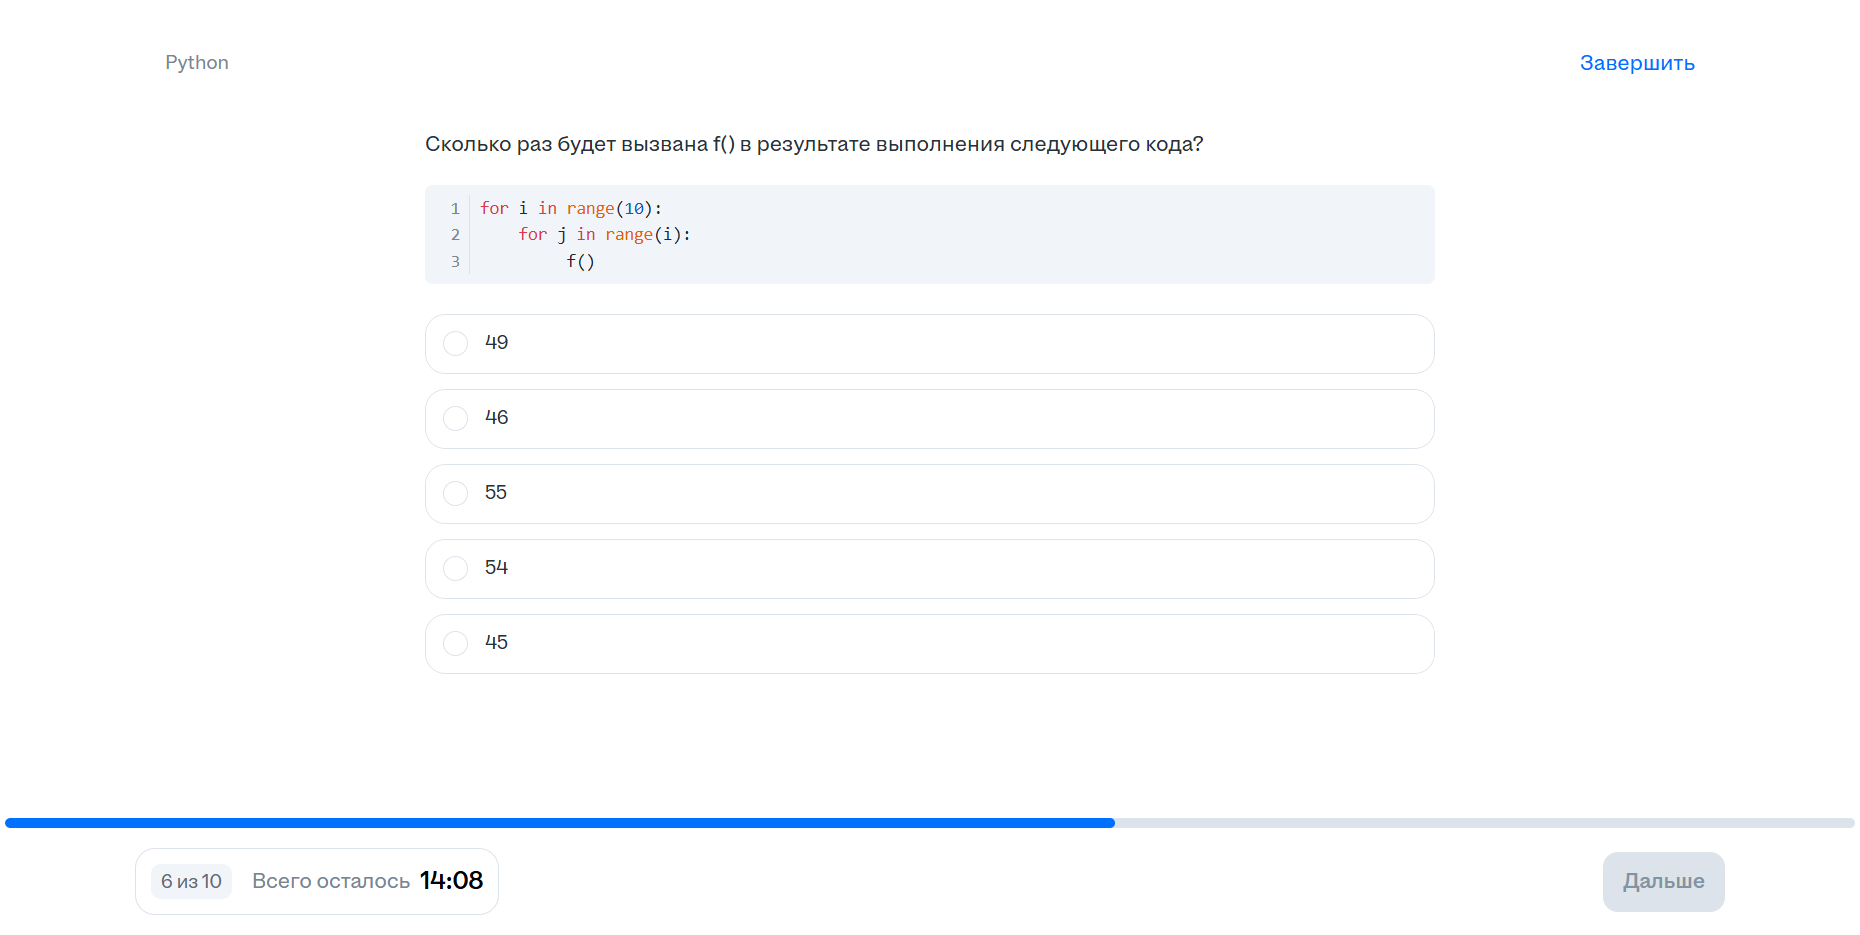 Python
Завершить
Сколько раз будет вызвана f() в результате выполнения следующего кода?
1 for i in range(10):
2     for j in range(i):
3          f()
49
46
55
54
45
6 из 10 Всего осталось 14:08
Дальше